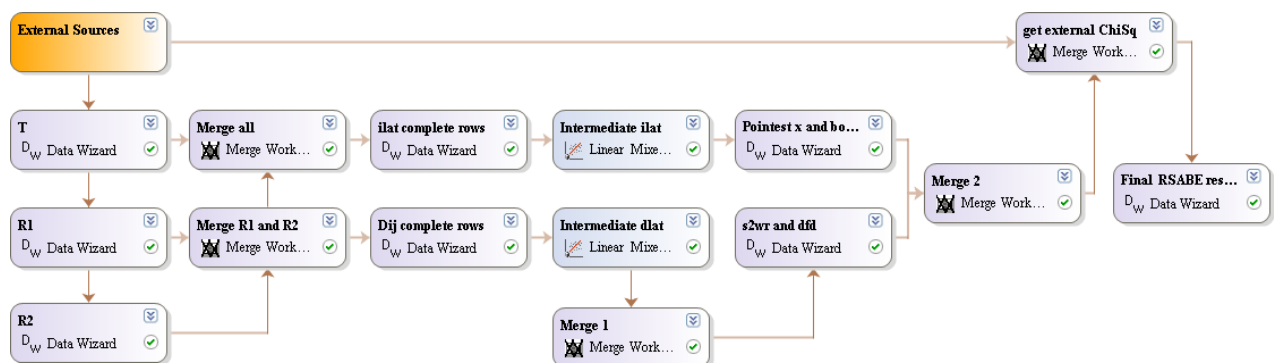 External Sources
get external ChiSq
Merge Work...
T
D W Data Wizard
Merge all
Merge Work...
ilat complete rows
D W Data Wizard
Intermediate ilat
Linear Mixe...
Pointest x and bo...
D W Data Wizard
Merge 2
Merge Work...
Final RSABE res...
D W Data Wizard
R1
D W Data Wizard
Merge R1 and R2
Merge Work...
Dij complete rows
D W Data Wizard
Intermediate dlat
Linear Mixe...
s2wr and dfd
D W Data Wizard
R2
D W Data Wizard
Merge 1
Merge Work...